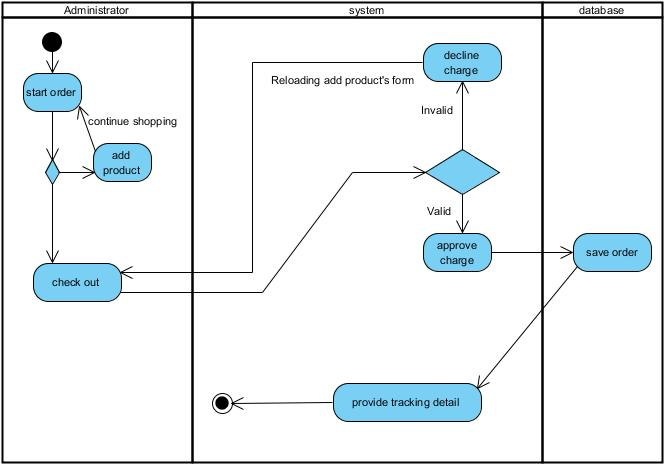 Administrator
system
database
start order
continue shopping
add
product
check out
decline
charge
Reloading add product's form
Invalid
Valid
approve
charge
save order
provide tracking detail